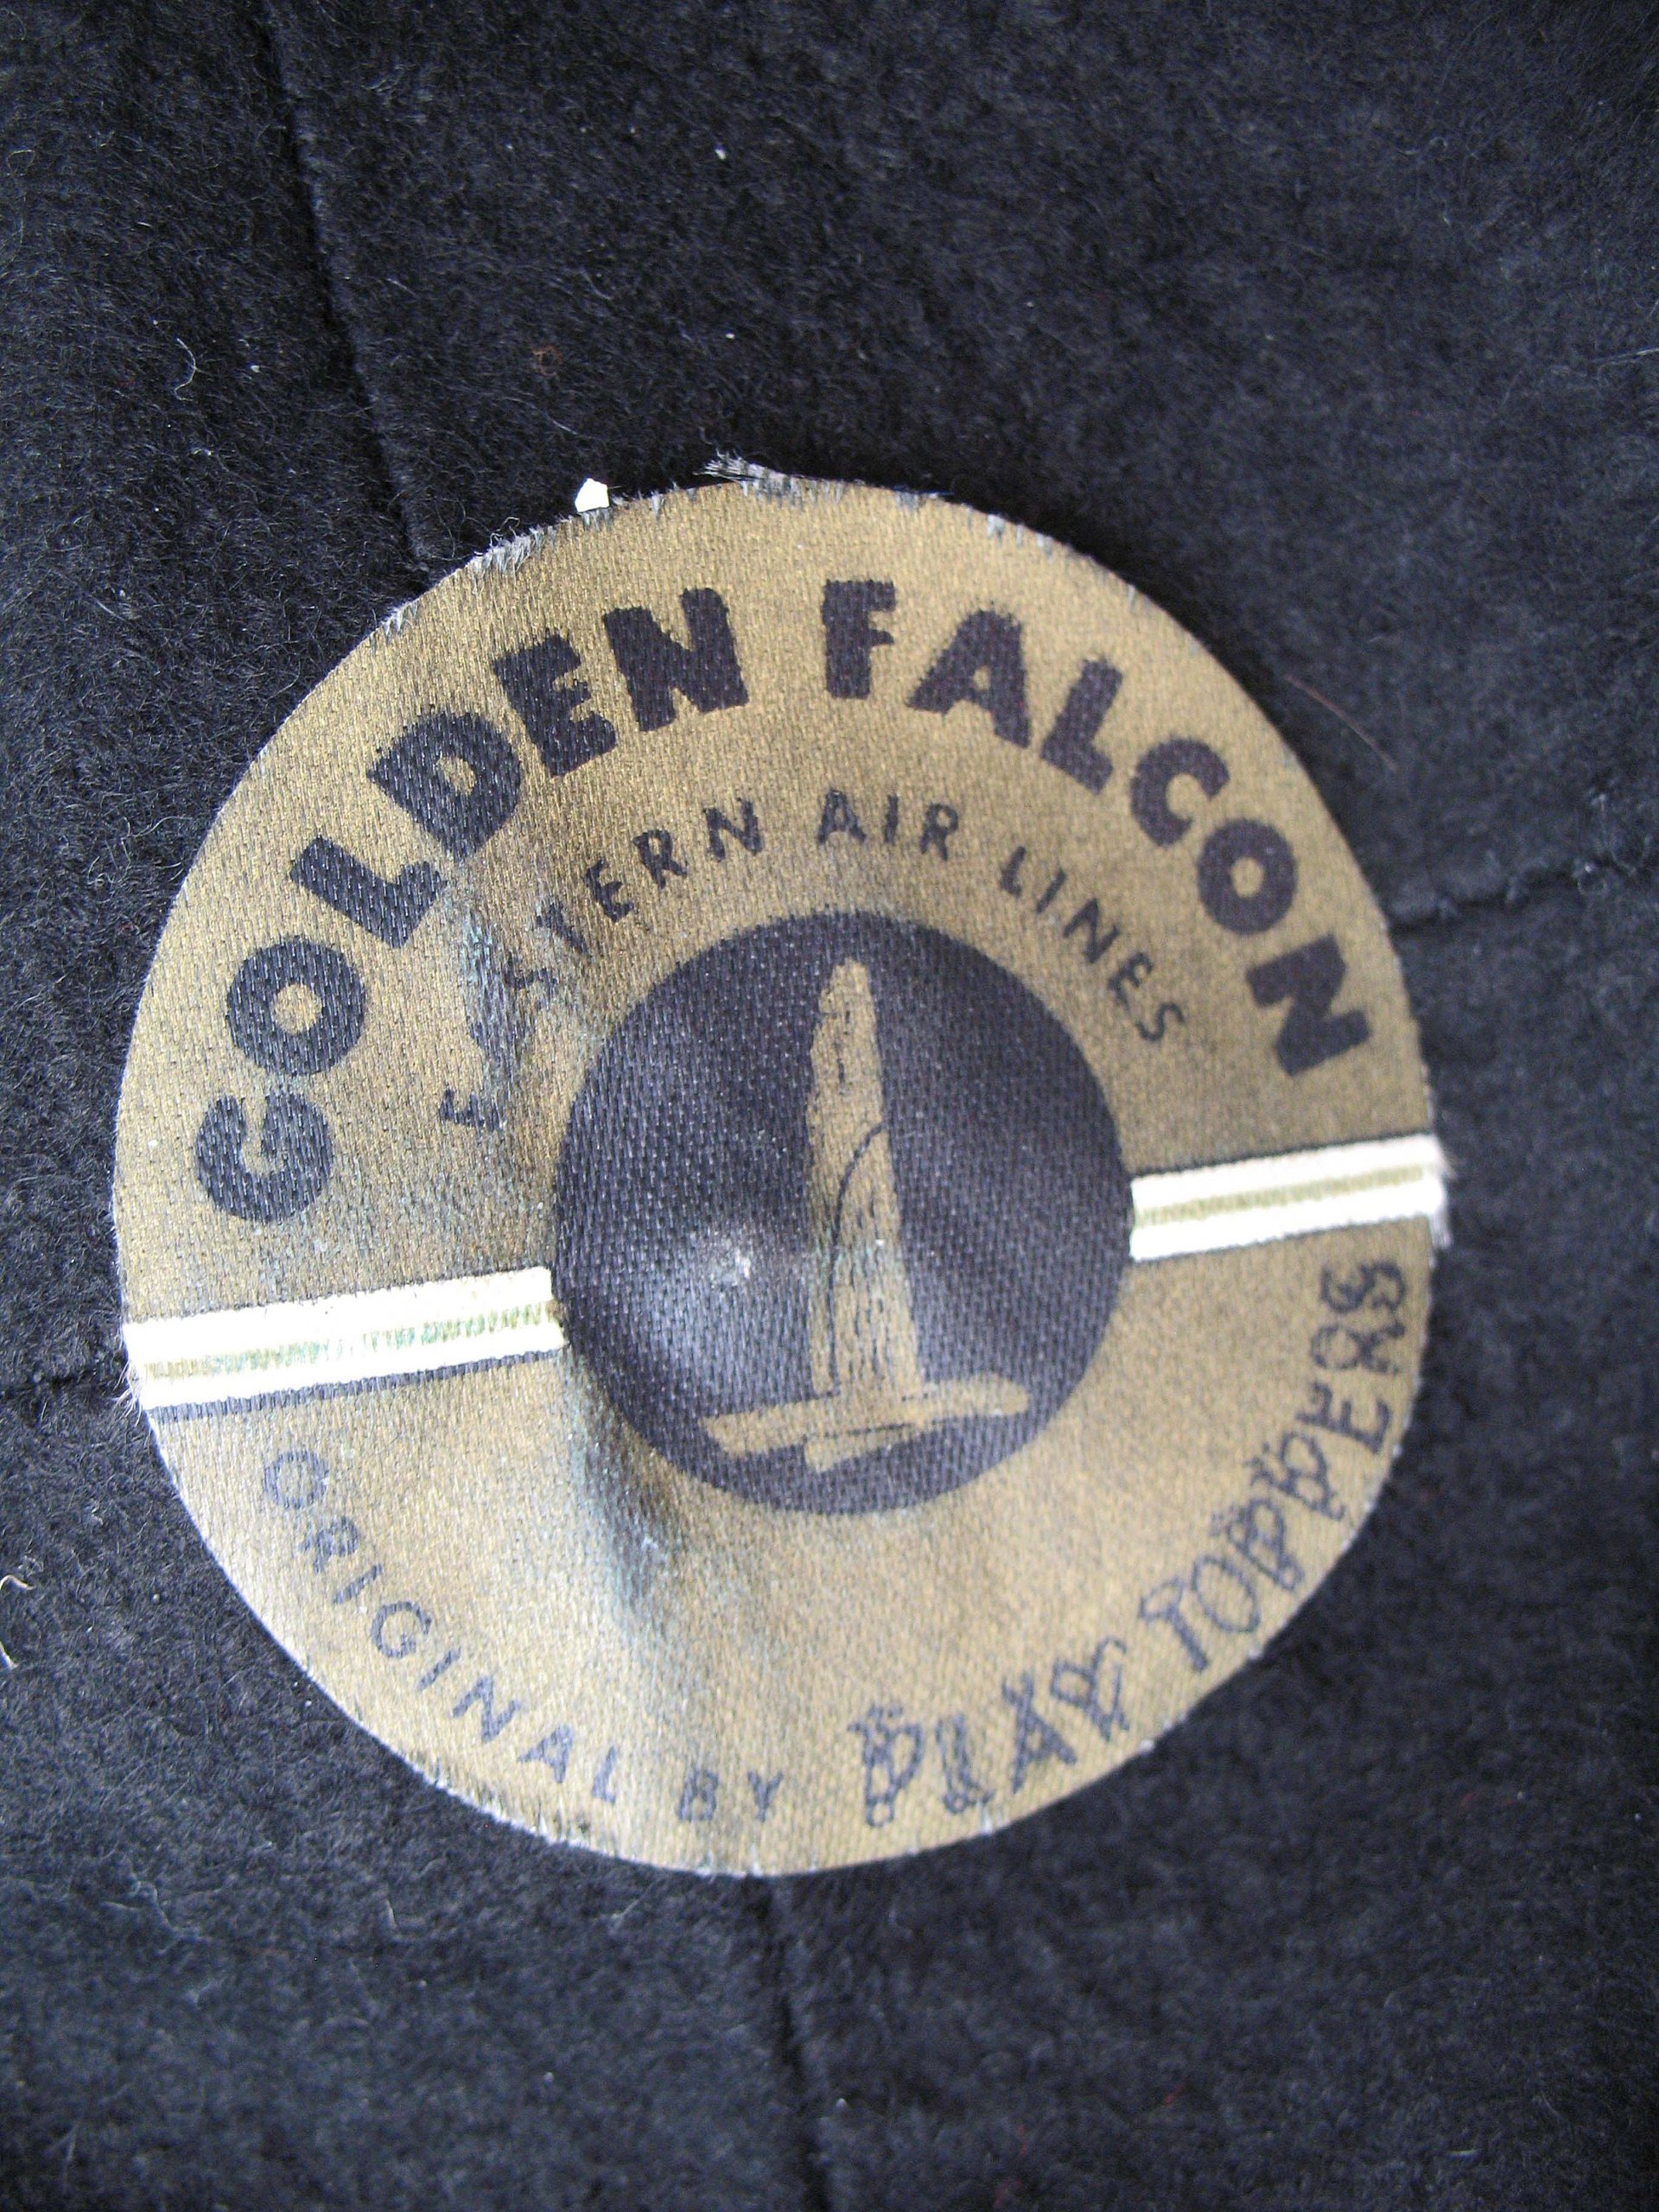 GOLDEN FALCON
EASTERN AIR LINES
ORIGINAL BY PLAY TOPPERS